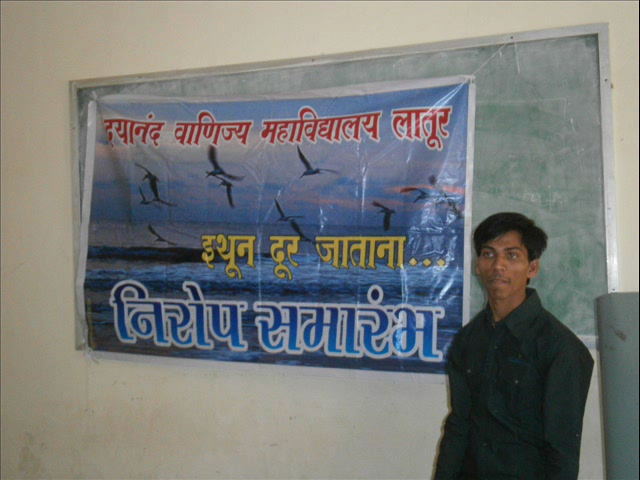 दयानंद वाणिज्य महाविद्यालय लातूर
इथून दूर जाताना...
निरोप समारंभ